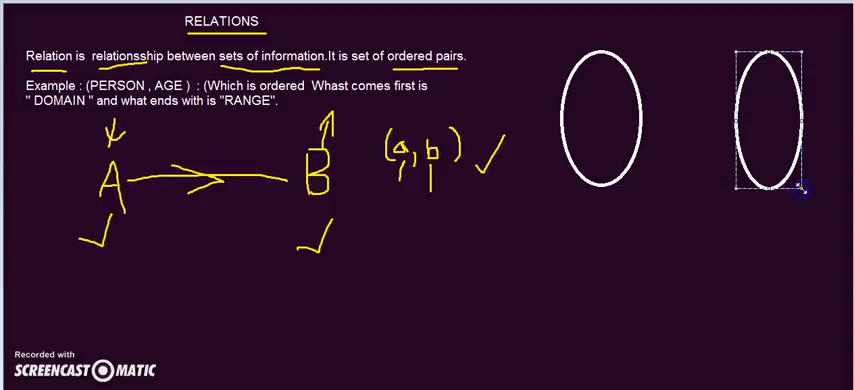 RELATIONS
Relation is relationsship between sets of information.It is set of ordered pairs.
Example : (PERSON , AGE ) : (Which is ordered Whast comes first is
" DOMAIN " and what ends with is "RANGE".
A B (a, b)
Recorded with
SCREENCAST MATIC